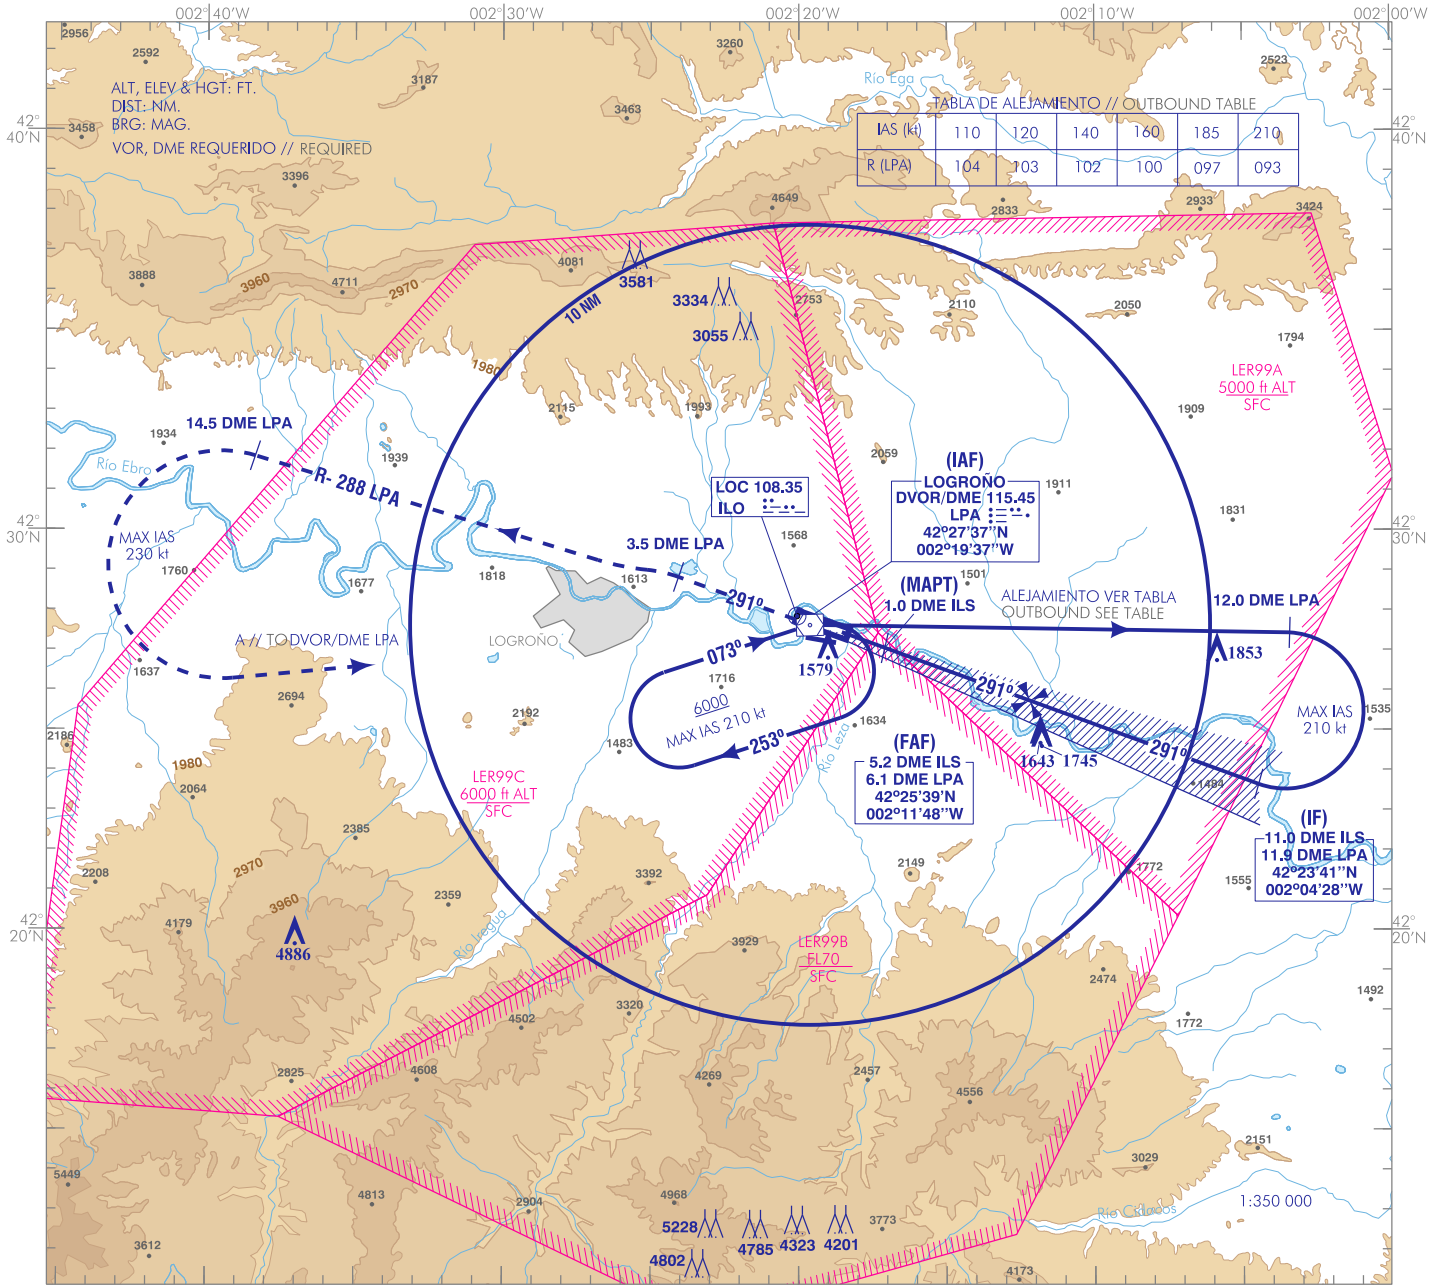 002°40'W
002°30'W
002°20'W
002°10'W
002°00'W
2956
2592
3260
2523
3187
Río Ega
ALT, ELEV & HGT: FT.
DIST: NM.
BRG: MAG.
VOR, DME REQUERIDO // REQUIRED
TABLA DE ALEJAMIENTO // OUTBOUND TABLE
IAS (kt) 110 120 140 160 185 210
R (LPA) 104 103 102 100 097 093
3463
3458
42°
40'N
42°
40'N
3396
4649
2833
2933
3424
4081
3888
3960
4711
2970
3581
3334
3055
10 NM
2753
2110
2050
1794
1980
LER99A
5000 ft ALT
SFC
2115
1993
1909
14.5 DME LPA
1934
1939
2059
Río Ebro
R- 288 LPA
LOC 108.35
ILO
(IAF)
LOGROÑO
DVOR/DME 115.45
LPA
42°27'37"N
002°19'37"W
1911
1831
42°
30'N
42°
30'N
MAX IAS
230 kt
3.5 DME LPA
1568
1760
1677
1818
1613
291°
(MAPT)
1.0 DME ILS
1501
ALEJAMIENTO VER TABLA
OUTBOUND SEE TABLE
12.0 DME LPA
A // TO DVOR/DME LPA
LOGROÑO
1637
073°
1579
1853
1716
6000
MAX IAS 210 kt
253°
291°
291°
2694
2192
1634
MAX IAS
210 kt
1535
2186
1483
Río Leza
(FAF)
5.2 DME ILS
6.1 DME LPA
42°25'39"N
002°11'48"W
1643
1745
1980
2064
LER99C
6000 ft ALT
SFC
1484
(IF)
11.0 DME ILS
11.9 DME LPA
42°23'41"N
002°04'28"W
2385
2970
2208
2359
3392
2149
1772
1555
3960
4179
4886
Río Iregua
42°
20'N
42°
20'N
3929
LER99B
FL70
SFC
2474
1492
3320
4502
1772
2825
4608
4269
2457
4556
2151
3029
5449
4813
2904
4968
5228
4785
4323
4201
3773
4802
3612
4173
Río Cidacos
1:350 000